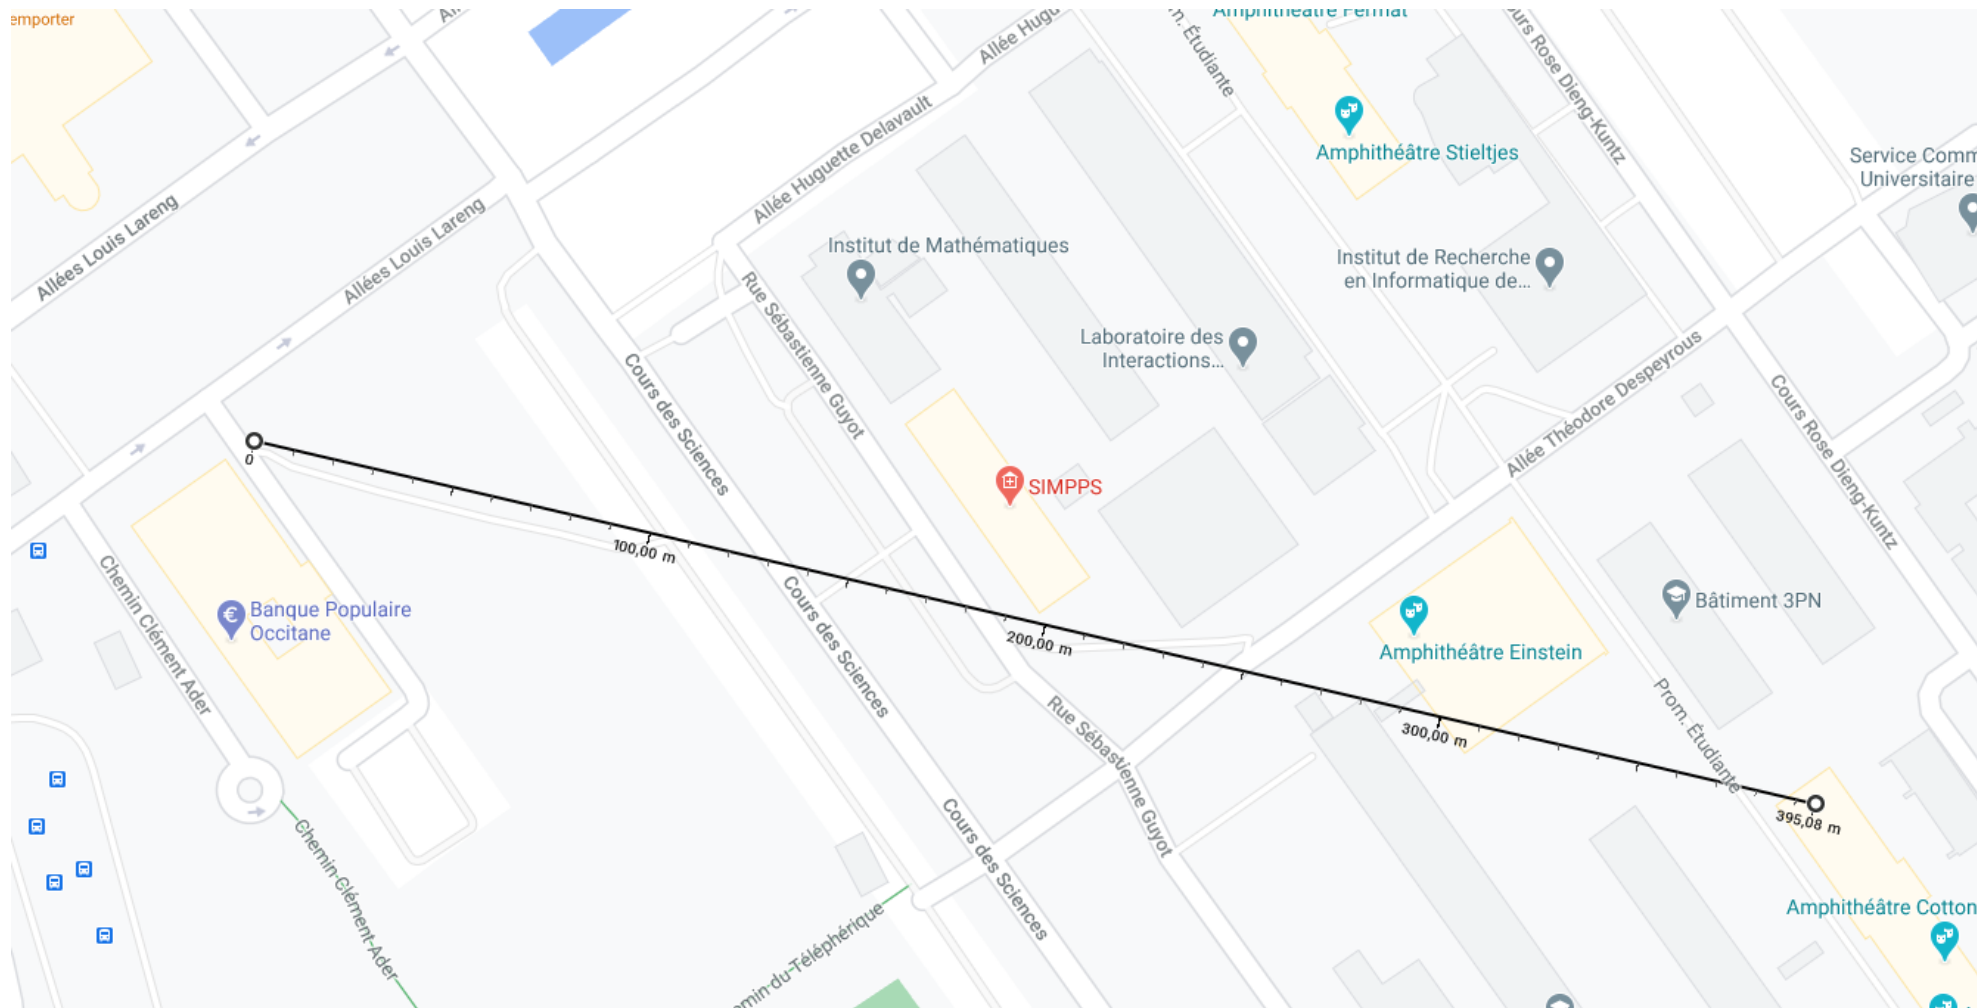 emporter
Amphithéâtre Fermat
Allée Hugu
m. Étudiante
urs Rose Dieng-Kuntz
Allée Huguette Delavault
Amphithéâtre Stieltjes
Service Comm
Universitaire
Allées Louis Lareng
Allées Louis Lareng
Institut de Mathématiques
Institut de Recherche
en Informatique de...
Rue Sébastienne Guyot
Laboratoire des
Interactions...
Cours des Sciences
Allée Théodore Despeyrous
Cours Rose Dieng-Kuntz
0
SIMPPS
100,00 m
Chemin Clément Ader
Banque Populaire
Occitane
Cours des Sciences
200,00 m
Bâtiment 3PN
Amphithéâtre Einstein
Prom. Étudiante
Rue Sébastienne Guyot
300,00 m
395,08 m
Cours des Sciences
Chemin Clément Ader
Amphithéâtre Cotton
emin du Téléphérique